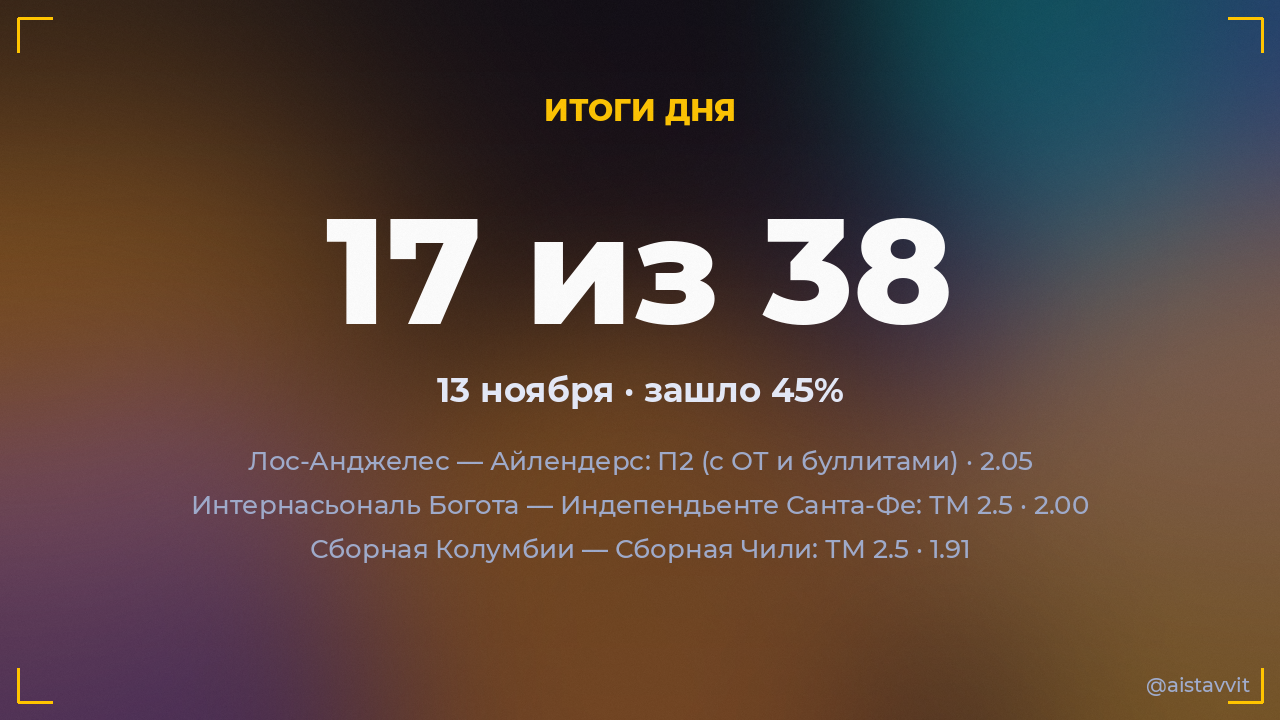 ИТОГИ ДНЯ
17 из 38
13 ноября · зашло 45%
Лос-Анджелес — Айлендерс: П2 (с ОТ и буллитами) · 2.05
Интернасьональ Богота — Индепендьенте Санта-Фе: ТМ 2.5 · 2.00
Сборная Колумбии — Сборная Чили: ТМ 2.5 · 1.91
@aistavvit